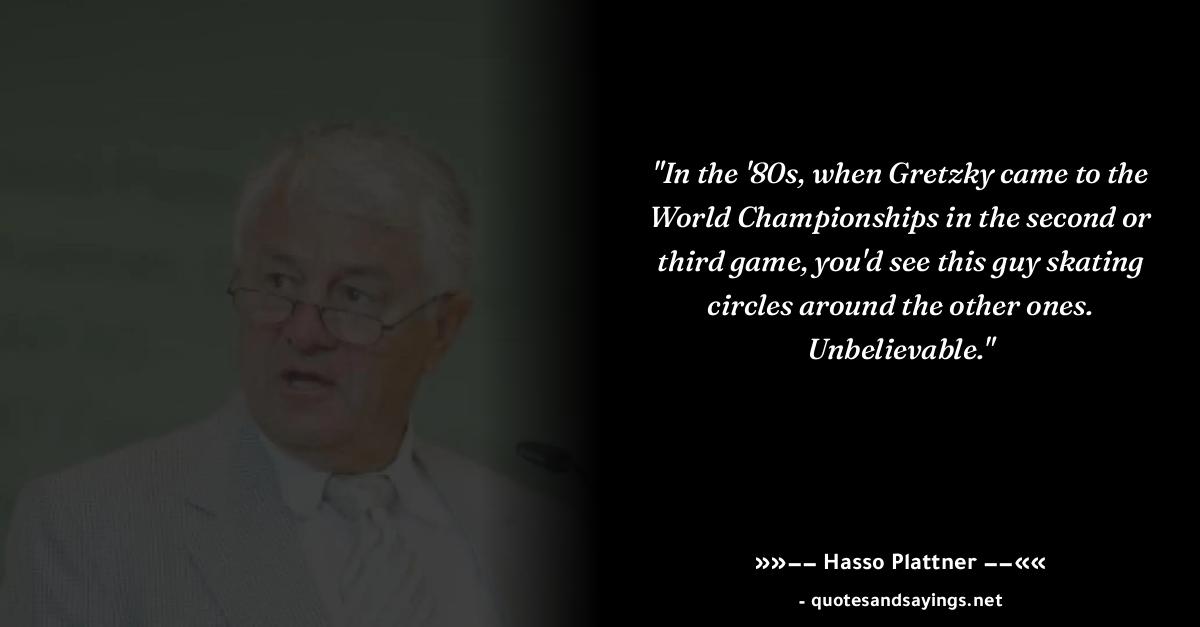 "In the '80s, when Gretzky came to the
World Championships in the second or
third game, you'd see this guy skating
circles around the other ones.
Unbelievable."
»»–– Hasso Plattner ––««
- quotesandsayings.net